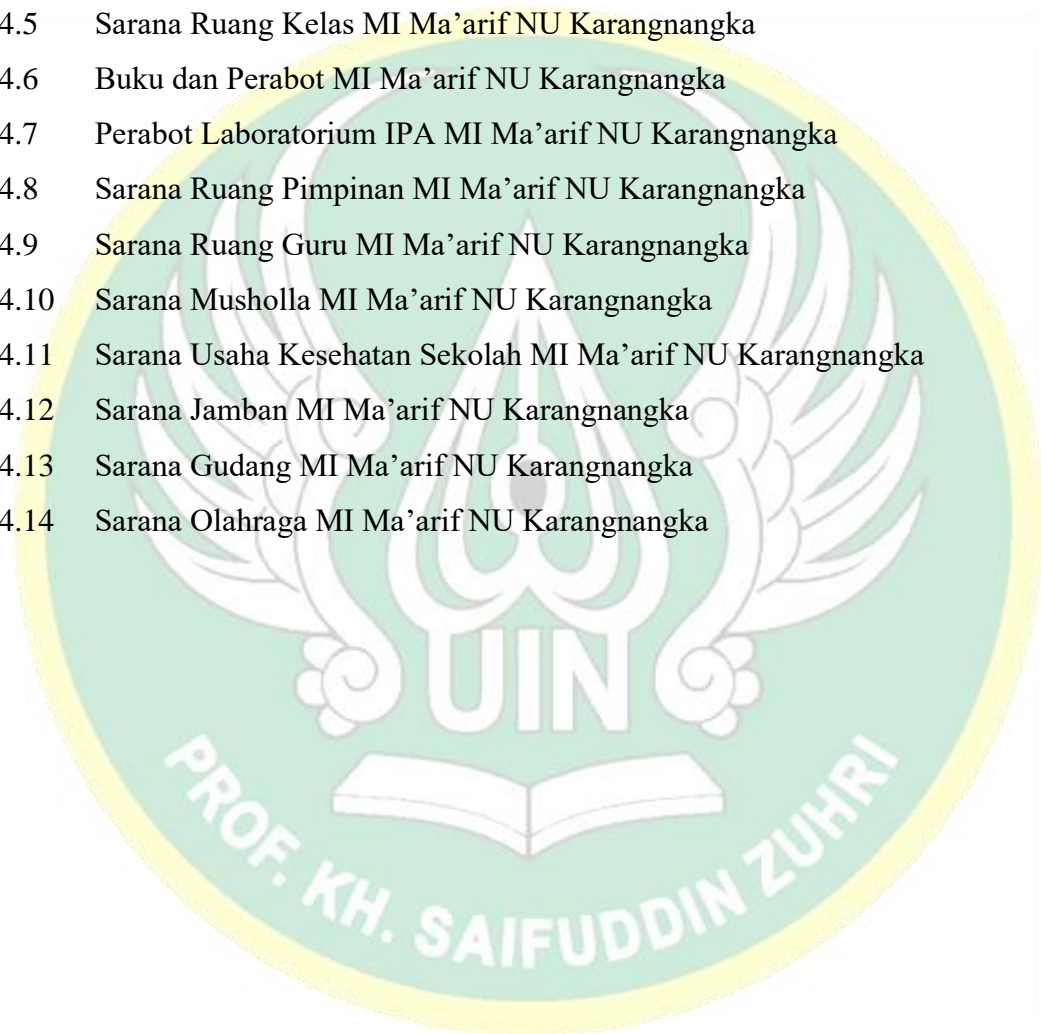 4.5 Sarana Ruang Kelas MI Ma’arif NU Karangnangka
4.6 Buku dan Perabot MI Ma’arif NU Karangnangka
4.7 Perabot Laboratorium IPA MI Ma’arif NU Karangnangka
4.8 Sarana Ruang Pimpinan MI Ma’arif NU Karangnangka
4.9 Sarana Ruang Guru MI Ma’arif NU Karangnangka
4.10 Sarana Musholla MI Ma’arif NU Karangnangka
4.11 Sarana Usaha Kesehatan Sekolah MI Ma’arif NU Karangnangka
4.12 Sarana Jamban MI Ma’arif NU Karangnangka
4.13 Sarana Gudang MI Ma’arif NU Karangnangka
4.14 Sarana Olahraga MI Ma’arif NU Karangnangka
UIN
PROF. KH. SAIFUDDIN ZUHRI